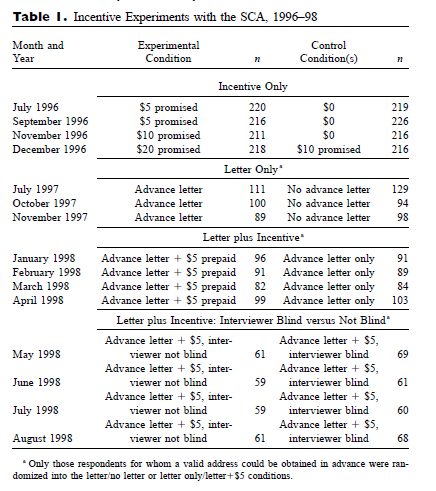 Table 1. Incentive Experiments with the SCA, 1996–98
Month and Experimental Control
Year Condition n Condition(s) n
Incentive Only
July 1996 $5 promised 220 $0 219
September 1996 $5 promised 216 $0 226
November 1996 $10 promised 211 $0 216
December 1996 $20 promised 218 $10 promised 216
Letter Only*
July 1997 Advance letter 111 No advance letter 129
October 1997 Advance letter 100 No advance letter 94
November 1997 Advance letter 89 No advance letter 98
Letter plus Incentive*
January 1998 Advance letter + $5 prepaid 96 Advance letter only 91
February 1998 Advance letter + $5 prepaid 91 Advance letter only 89
March 1998 Advance letter + $5 prepaid 82 Advance letter only 84
April 1998 Advance letter + $5 prepaid 99 Advance letter only 103
Letter plus Incentive: Interviewer Blind versus Not Blind*
Advance letter + $5, inter- Advance letter + $5,
May 1998 viewer not blind 61 interviewer blind 69
Advance letter + $5, inter- Advance letter + $5,
June 1998 viewer not blind 59 interviewer blind 61
Advance letter + $5, inter- Advance letter + $5,
July 1998 viewer not blind 59 interviewer blind 60
Advance letter + $5, inter- Advance letter + $5,
August 1998 viewer not blind 61 interviewer blind 68
* Only those respondents for whom a valid address could be obtained in advance were ran-
domized into the letter/no letter or letter only/letter+$5 conditions.